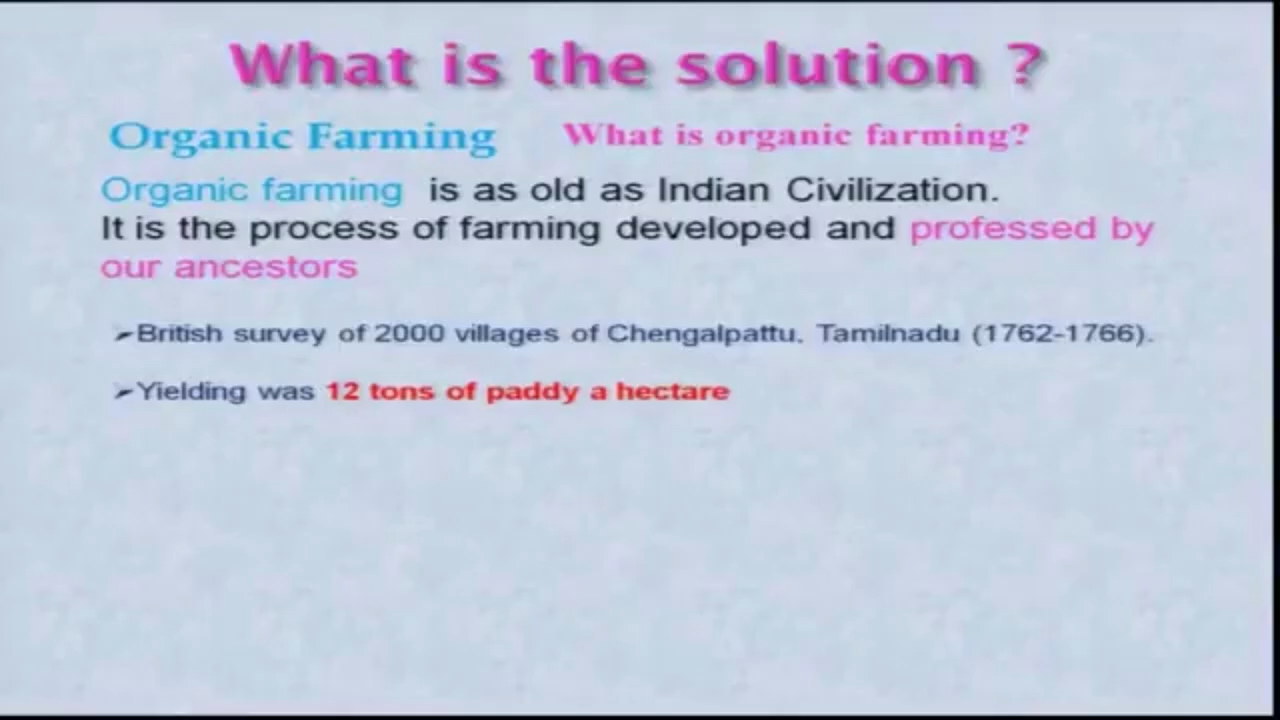 What is the solution ?
Organic Farming What is organic farming?
Organic farming is as old as Indian Civilization.
It is the process of farming developed and professed by
our ancestors
➢British survey of 2000 villages of Chengalpattu, Tamilnadu (1762-1766).
➢Yielding was 12 tons of paddy a hectare